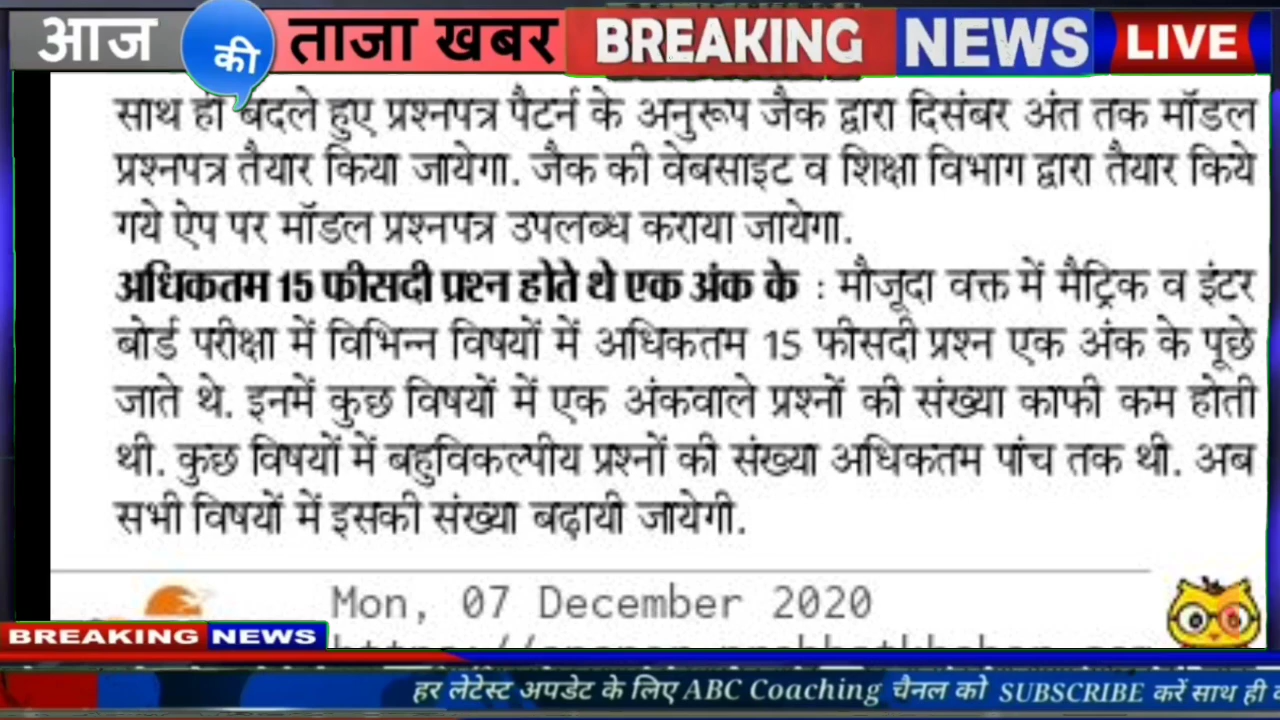 आज की ताजा खबर BREAKING NEWS LIVE
साथ ही बदले हुए प्रश्नपत्र पैटर्न के अनुरूप जैक द्वारा दिसंबर अंत तक मॉडल
प्रश्नपत्र तैयार किया जायेगा. जैक की वेबसाइट व शिक्षा विभाग द्वारा तैयार किये
गये ऐप पर मॉडल प्रश्नपत्र उपलब्ध कराया जायेगा.
अधिकतम 15 फीसदी प्रश्न होते थे एक अंक के : मौजूदा वक्त में मैट्रिक व इंटर
बोर्ड परीक्षा में विभिन्न विषयों में अधिकतम 15 फीसदी प्रश्न एक अंक के पूछे
जाते थे. इनमें कुछ विषयों में एक अंकवाले प्रश्नों की संख्या काफी कम होती
थी. कुछ विषयों में बहुविकल्पीय प्रश्नों की संख्या अधिकतम पांच तक थी. अब
सभी विषयों में इसकी संख्या बढ़ायी जायेगी.
Mon, 07 December 2020
BREAKING NEWS
हर लेटेस्ट अपडेट के लिए ABC Coaching चैनल को SUBSCRIBE करें साथ ही